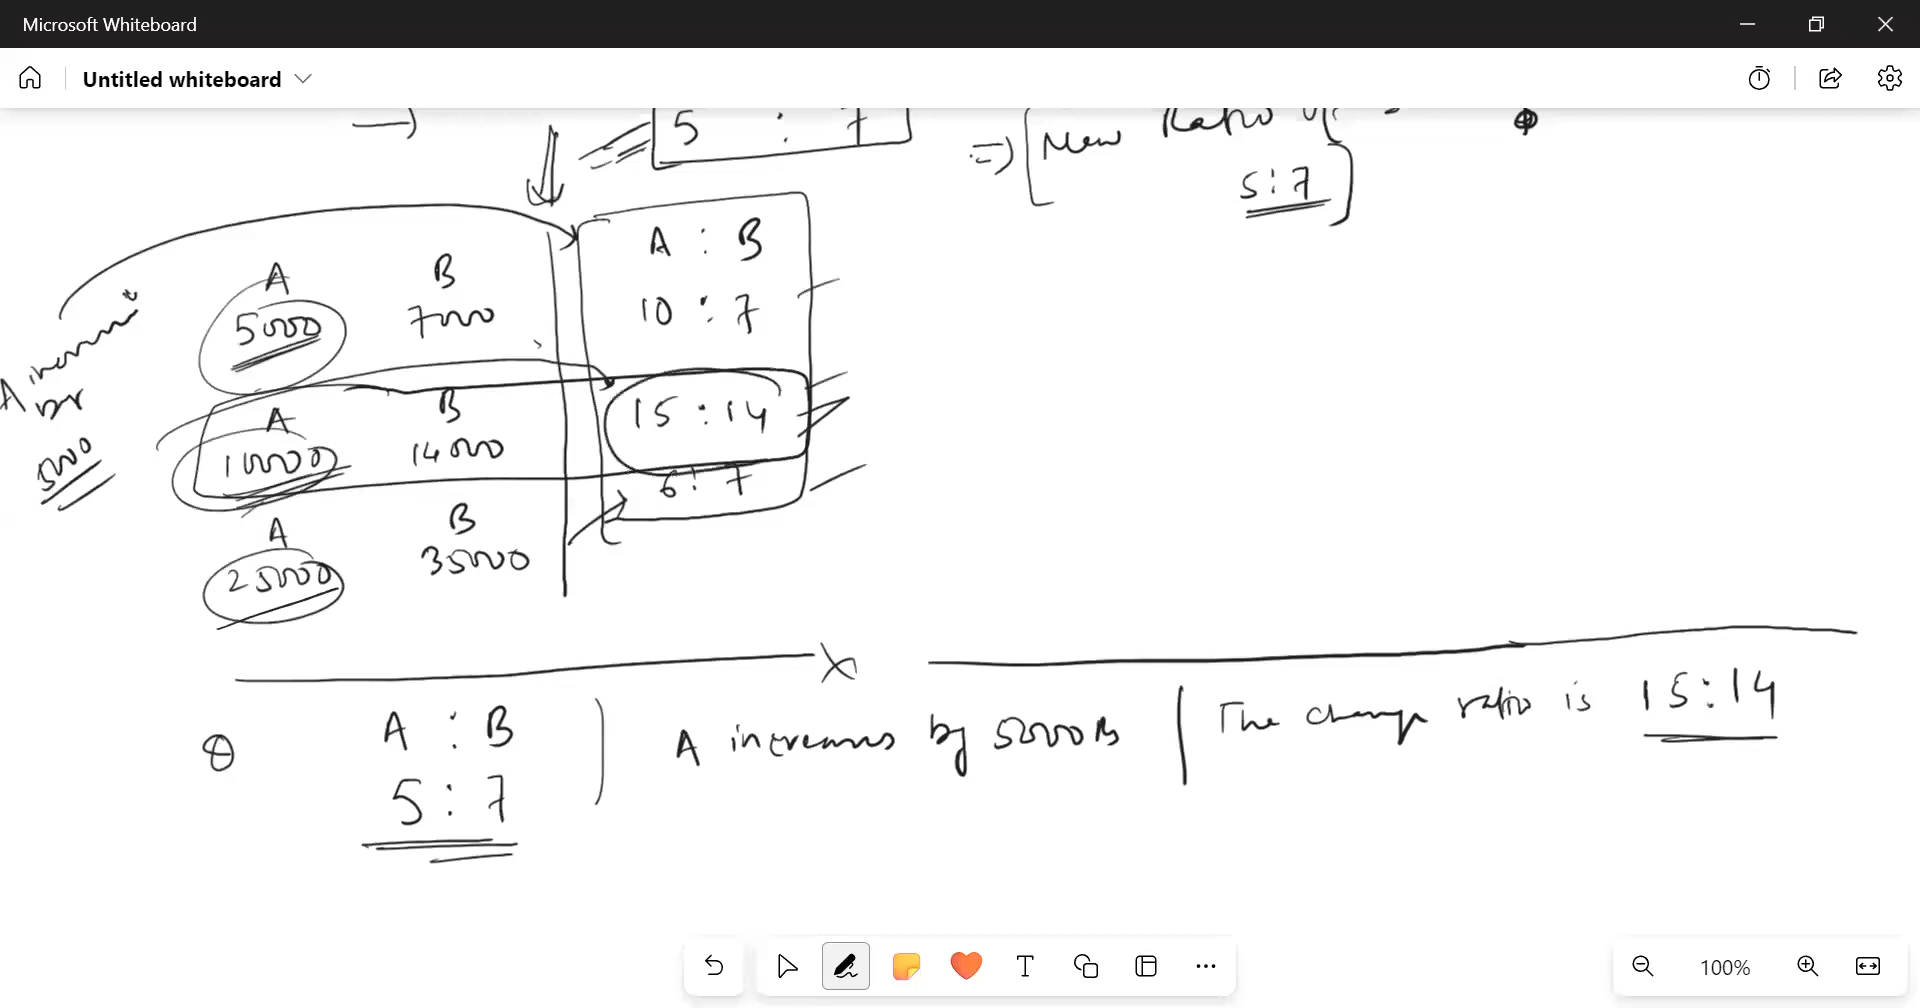 Microsoft Whiteboard
Untitled whiteboard
5 : 7
New Ratio of
5:7
A : B
10 : 7
A B
5000 7000
A increases
by
5000
A B
10000 14000
15 : 14
6 : 7
A B
25000 35000
A : B
5 : 7
A increases by 5000 Rs
The change ratio is 15:14
100%